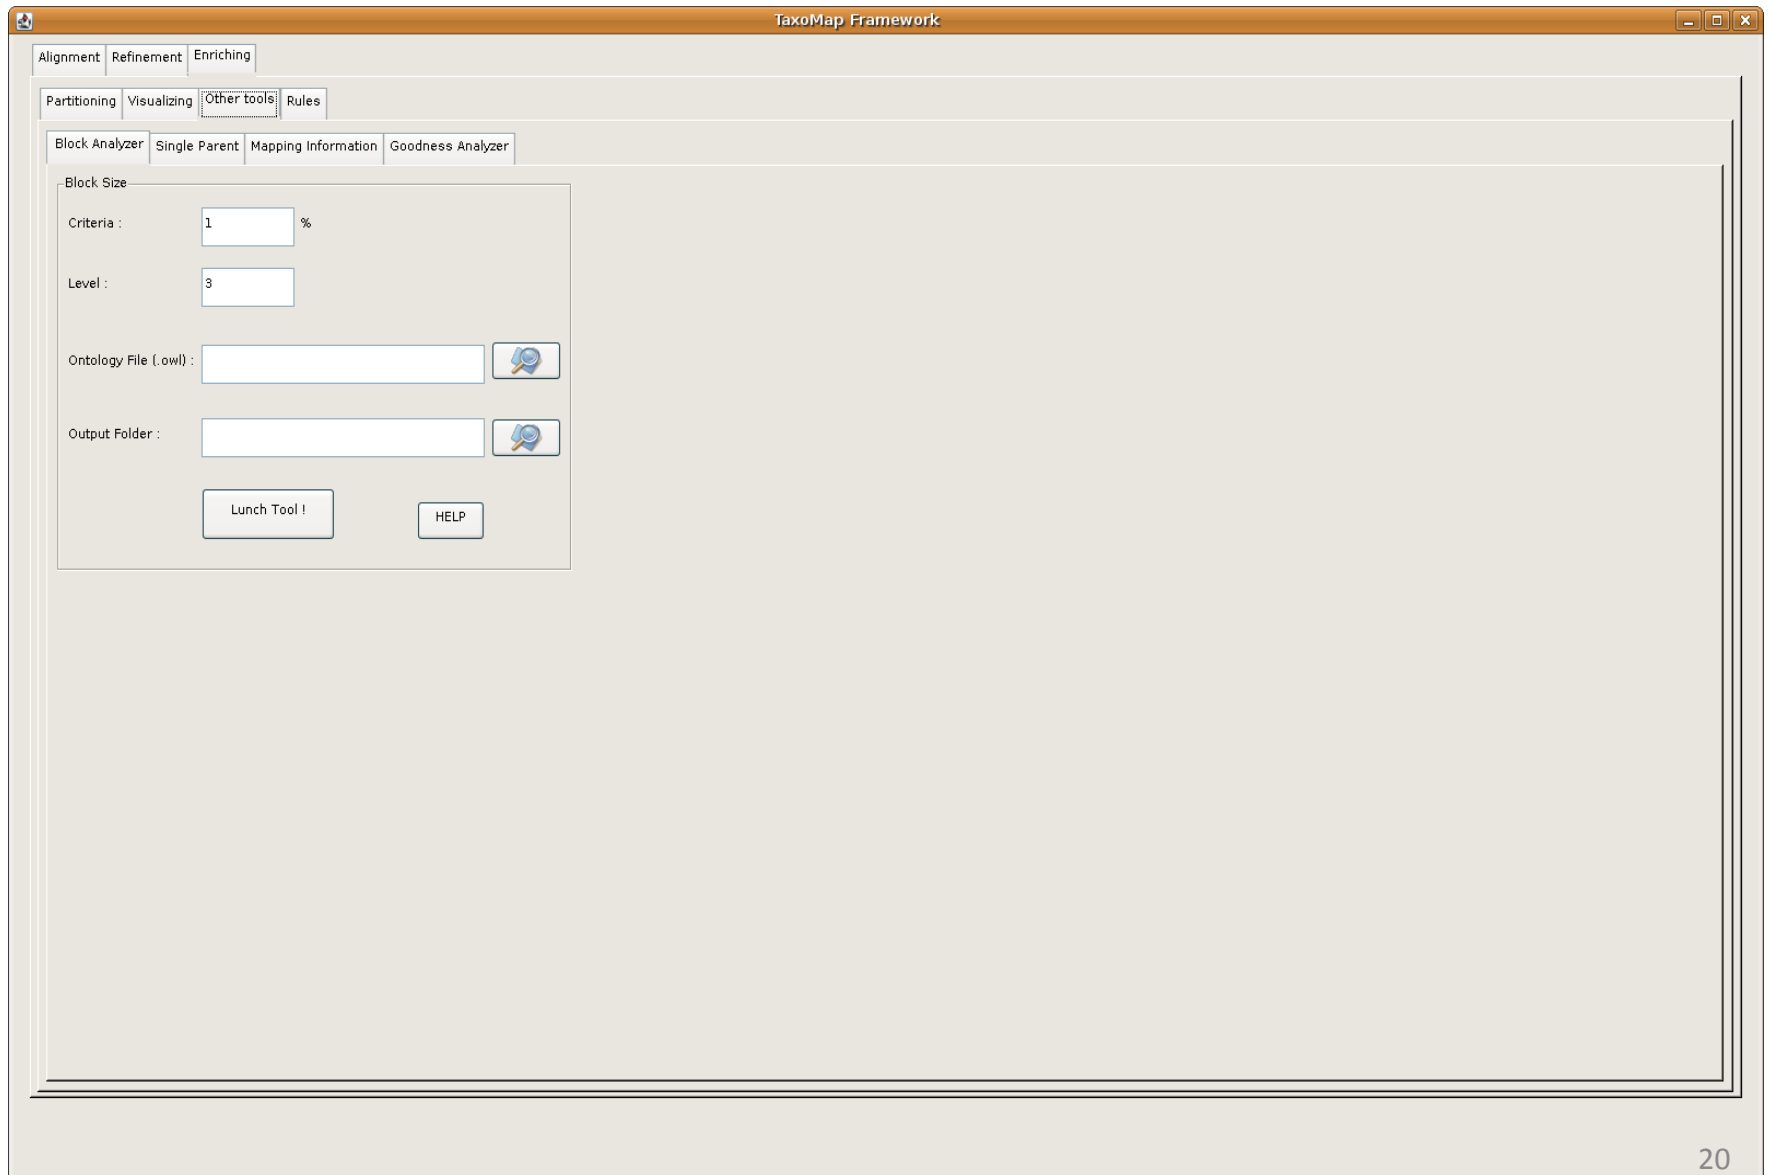 TaxoMap Framework
Alignment Refinement Enriching
Partitioning Visualizing Other tools Rules
Block Analyzer Single Parent Mapping Information Goodness Analyzer
Block Size
Criteria : 1 %
Level : 3
Ontology File (.owl) :
Output Folder :
Lunch Tool ! HELP
20